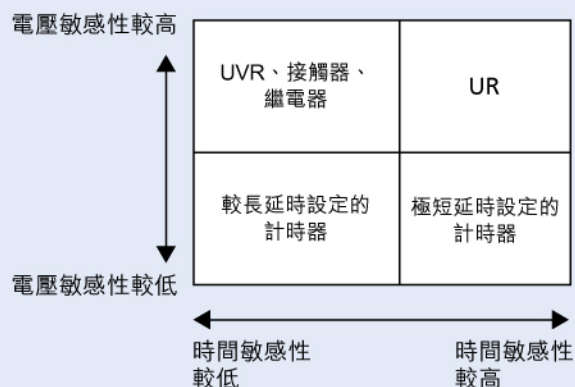 電壓敏感性較高
UVR、接觸器、
繼電器
UR
較長延時設定的
計時器
極短延時設定的
計時器
電壓敏感性較低
時間敏感性
較低
時間敏感性
較高